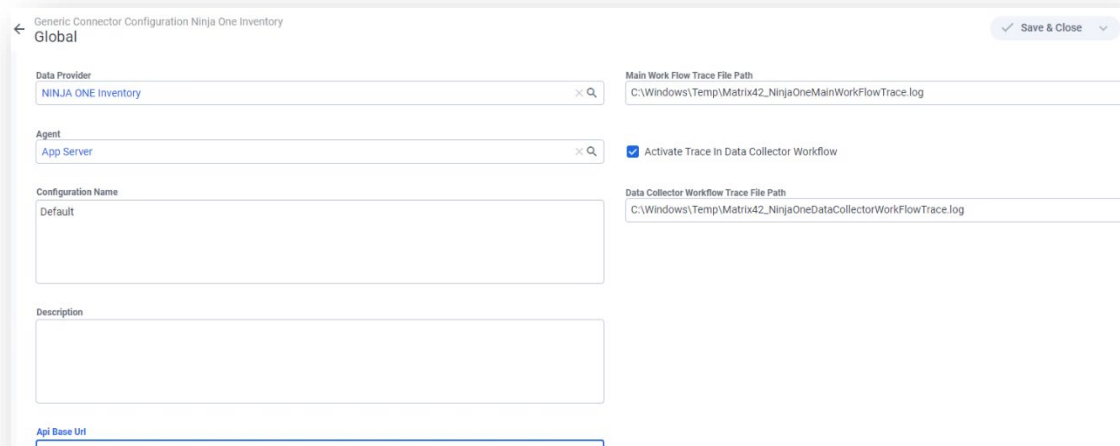 Generic Connector Configuration Ninja One Inventory
Global
Save & Close
Data Provider
NINJA ONE Inventory
Main Work Flow Trace File Path
C:\Windows\Temp\Matrix42_NinjaOneMainWorkFlowTrace.log
Agent
App Server
Activate Trace In Data Collector Workflow
Configuration Name
Default
Data Collector Workflow Trace File Path
C:\Windows\Temp\Matrix42_NinjaOneDataCollectorWorkFlowTrace.log
Description
Api Base Url